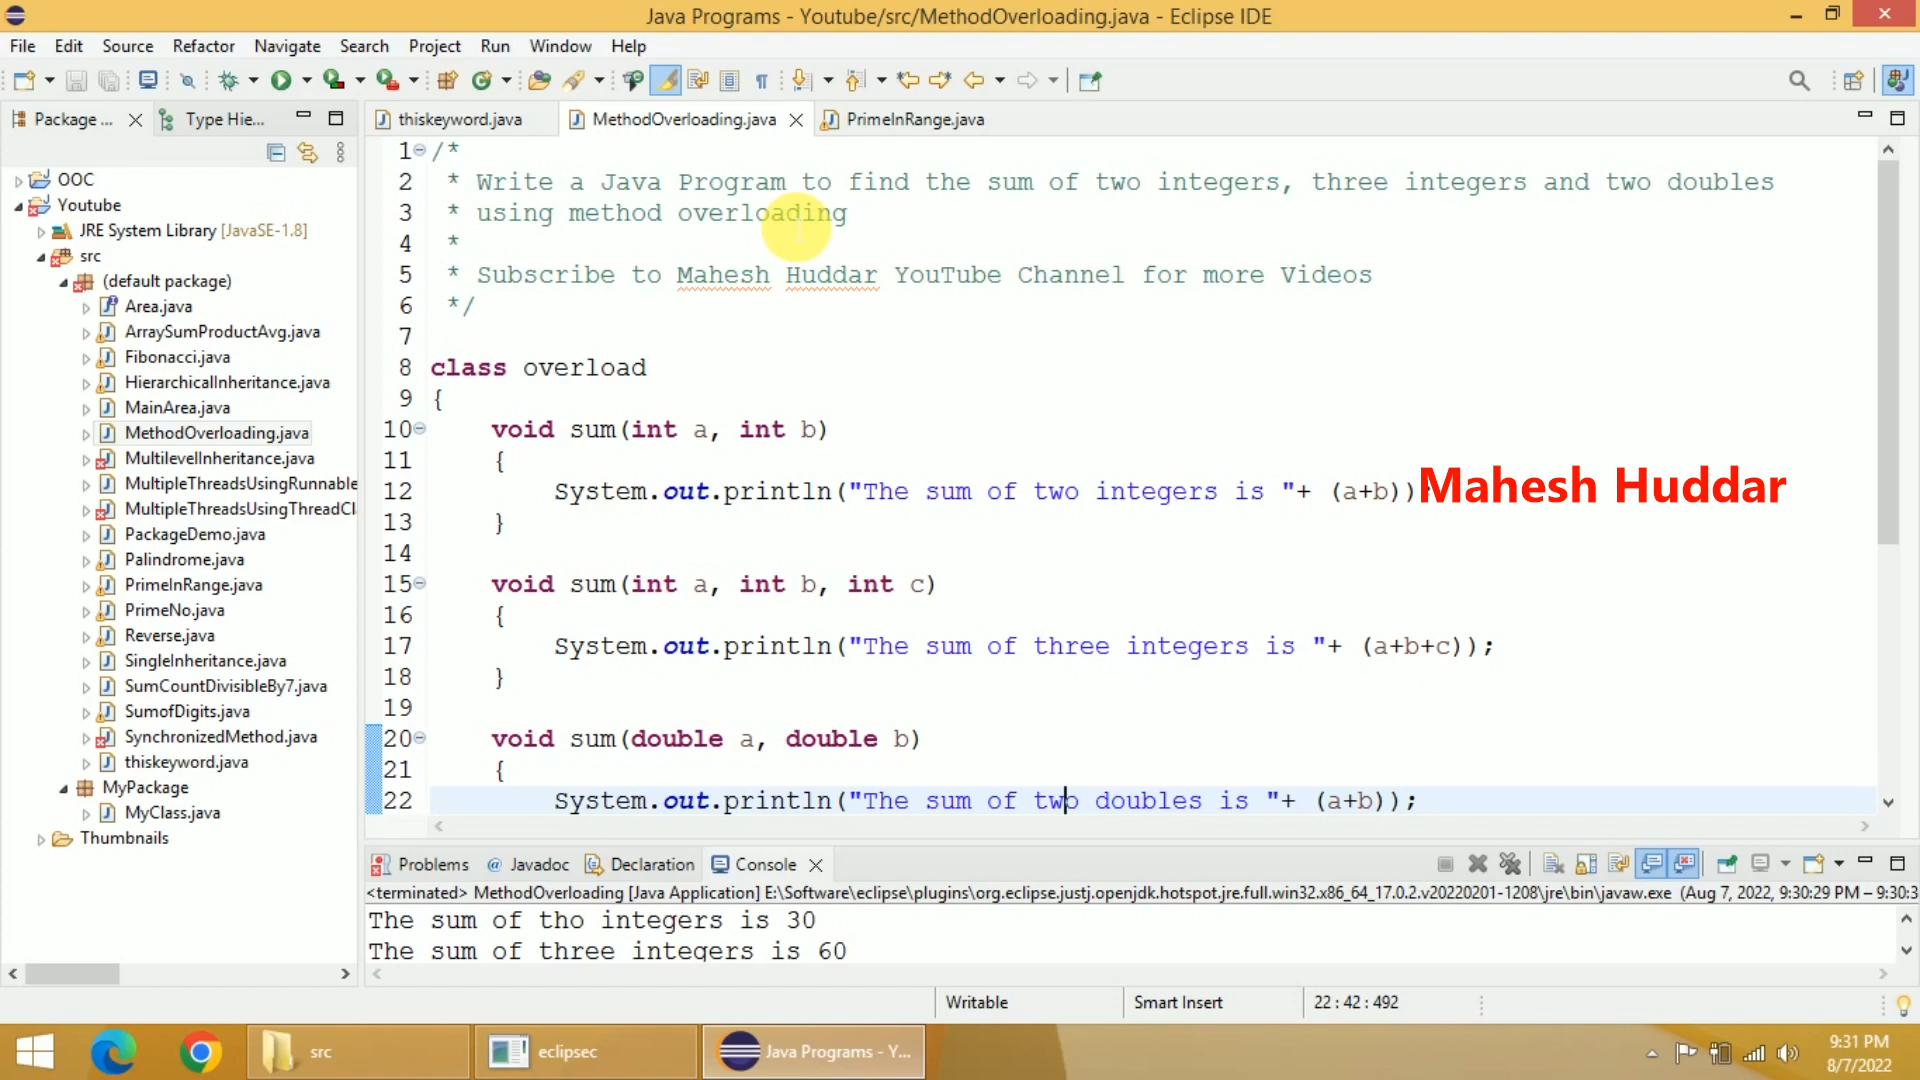 Java Programs - Youtube/src/MethodOverloading.java - Eclipse IDE
File Edit Source Refactor Navigate Search Project Run Window Help
Package ... Type Hie...
thiskeyword.java MethodOverloading.java PrimeInRange.java
OOC
Youtube
JRE System Library [JavaSE-1.8]
src
(default package)
Area.java
ArraySumProductAvg.java
Fibonacci.java
HierarchicalInheritance.java
MainArea.java
MethodOverloading.java
MultilevelInheritance.java
MultipleThreadsUsingRunnable
MultipleThreadsUsingThreadCl
PackageDemo.java
Palindrome.java
PrimeInRange.java
PrimeNo.java
Reverse.java
SingleInheritance.java
SumCountDivisibleBy7.java
SumofDigits.java
SynchronizedMethod.java
thiskeyword.java
MyPackage
MyClass.java
Thumbnails
1 /*
2 * Write a Java Program to find the sum of two integers, three integers and two doubles
3 * using method overloading
4 *
5 * Subscribe to Mahesh Huddar YouTube Channel for more Videos
6 */
7
8 class overload
9 {
10 void sum(int a, int b)
11 {
12 System.out.println("The sum of two integers is "+ (a+b))
Mahesh Huddar
13 }
14
15 void sum(int a, int b, int c)
16 {
17 System.out.println("The sum of three integers is "+ (a+b+c));
18 }
19
20 void sum(double a, double b)
21 {
22 System.out.println("The sum of two doubles is "+ (a+b));
Problems @ Javadoc Declaration Console
<terminated> MethodOverloading [Java Application] E:\Software\eclipse\plugins\org.eclipse.justj.openjdk.hotspot.jre.full.win32.x86_64_17.0.2.v20220201-1208\jre\bin\javaw.exe (Aug 7, 2022, 9:30:29 PM – 9:30:3
The sum of tho integers is 30
The sum of three integers is 60
Writable Smart Insert 22 : 42 : 492
src eclipsec Java Programs - Y...
9:31 PM
8/7/2022